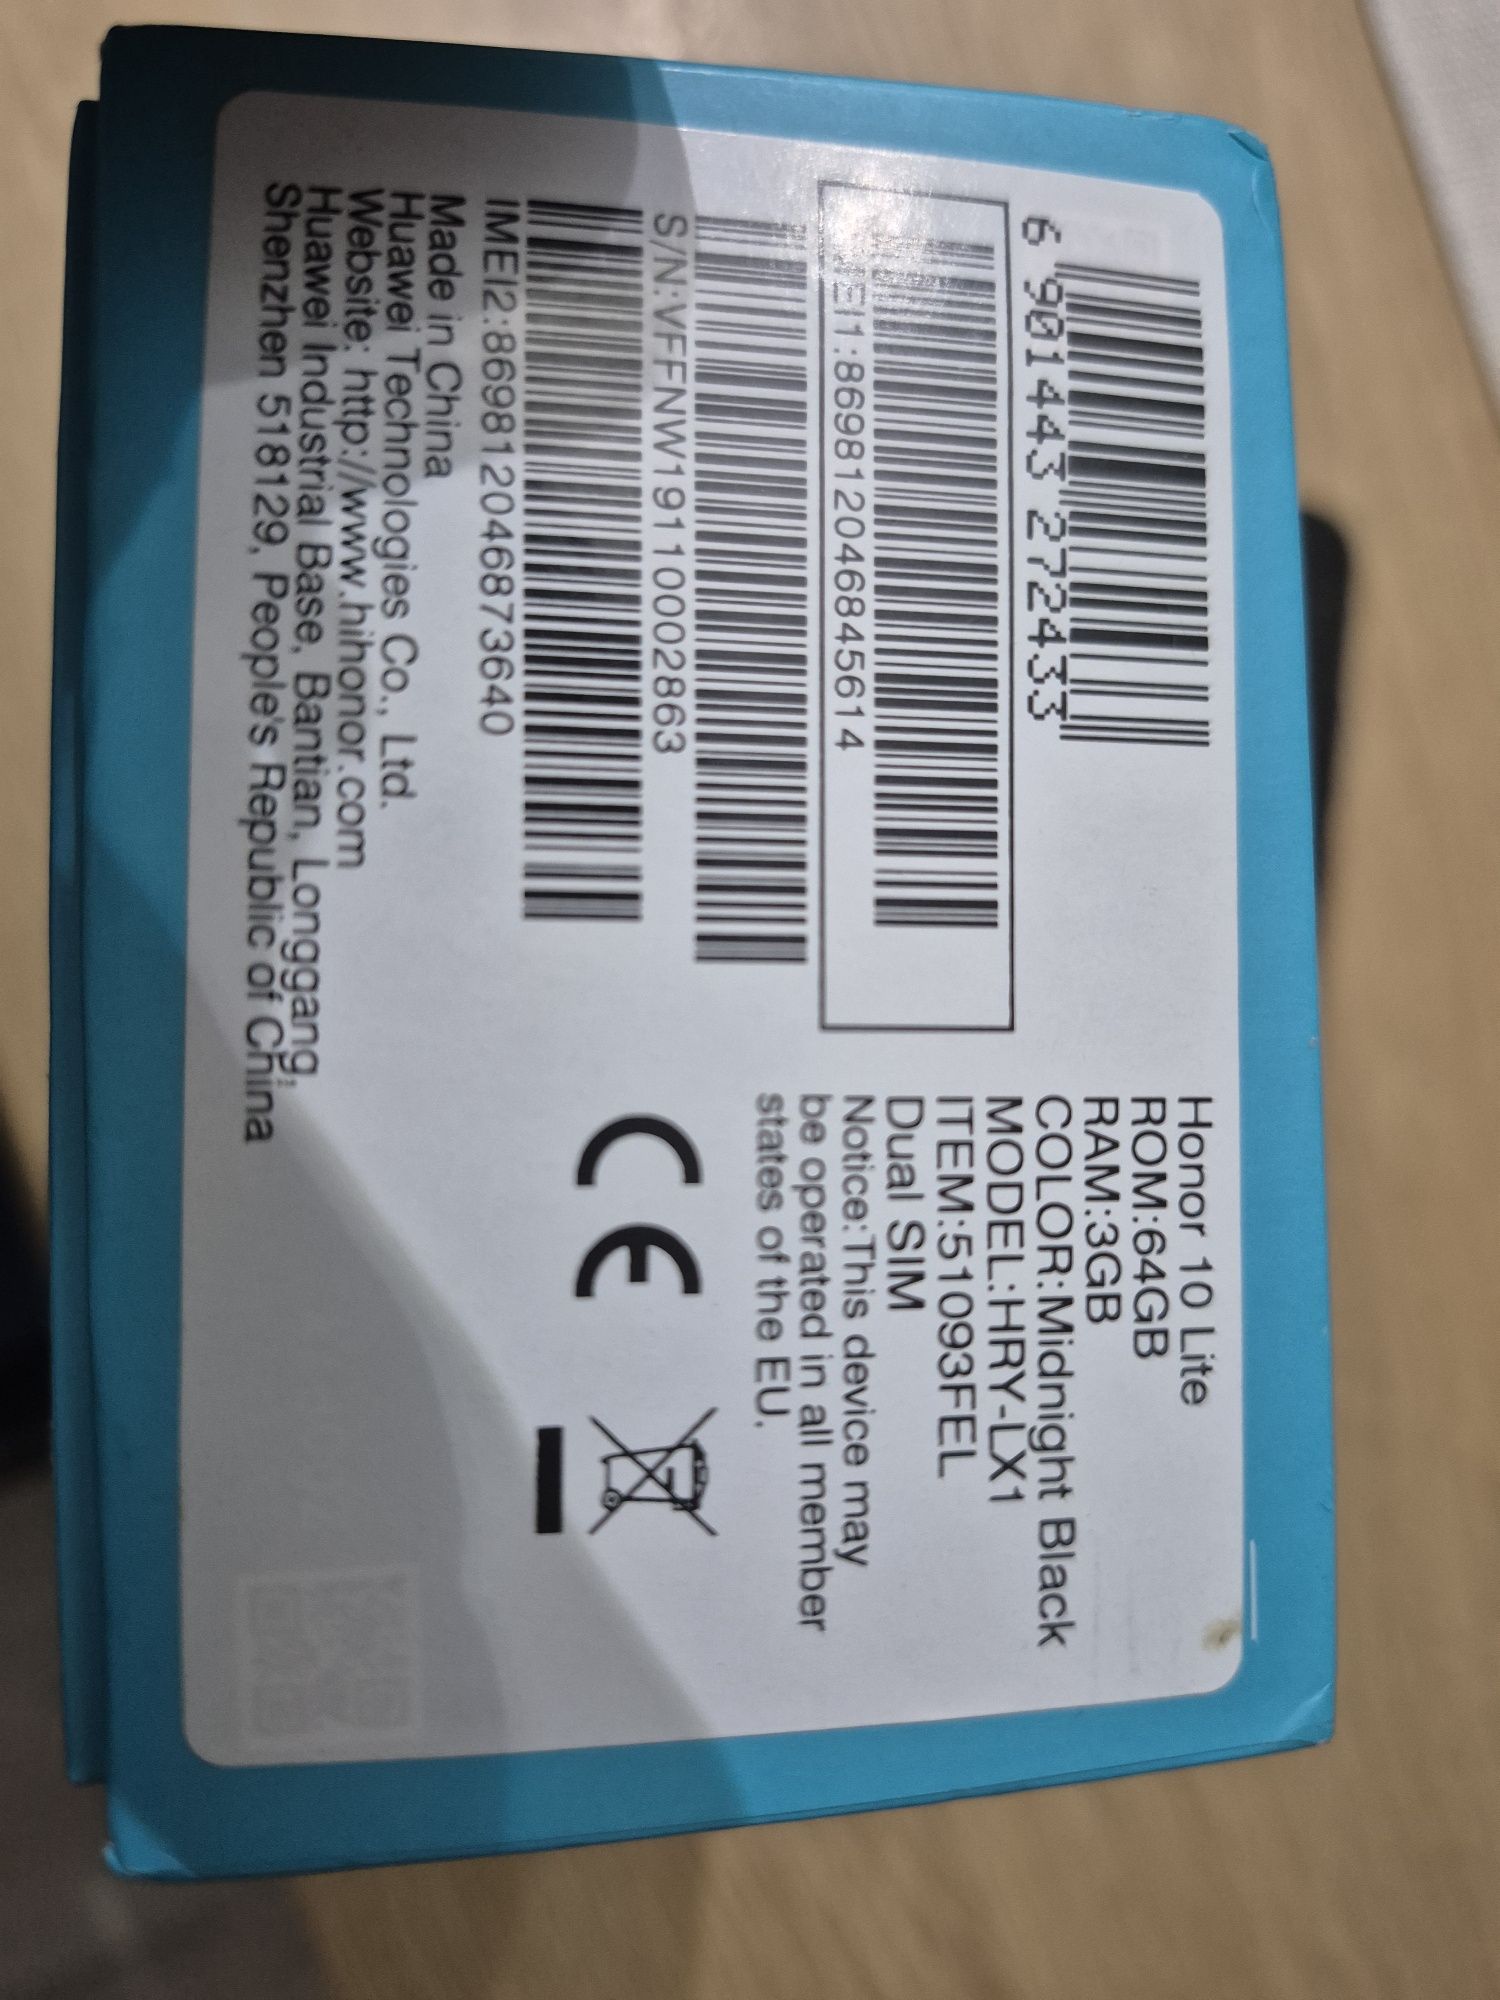 6 901443 272433
IMEI1:869812046845614
S/N:VFFNW19110002863
IMEI2:869812046873640
Made in China
Huawei Technologies Co., Ltd.
Website: http://www.hihonor.com
Huawei Industrial Base, Bantian, Longgang,
Shenzhen 518129, People's Republic of China
Honor 10 Lite
ROM:64GB
RAM:3GB
COLOR:Midnight Black
MODEL:HRY-LX1
ITEM:51093FEL
Dual SIM
Notice:This device may
be operated in all member
states of the EU.
CE